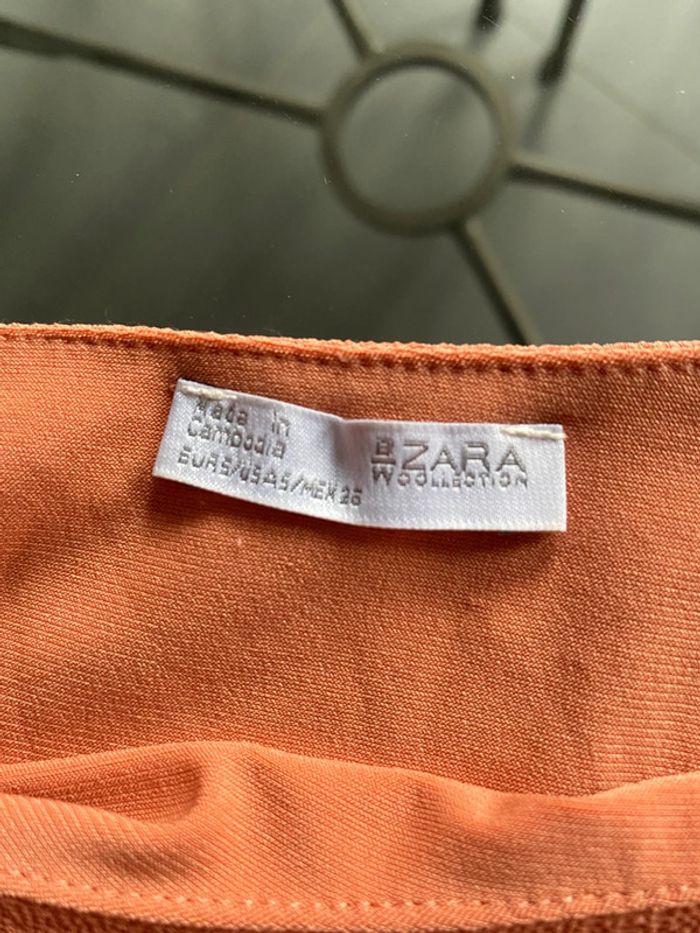 Made in
Cambodia
EUR S/USA S/MEX 26
ZARA
W COLLECTION